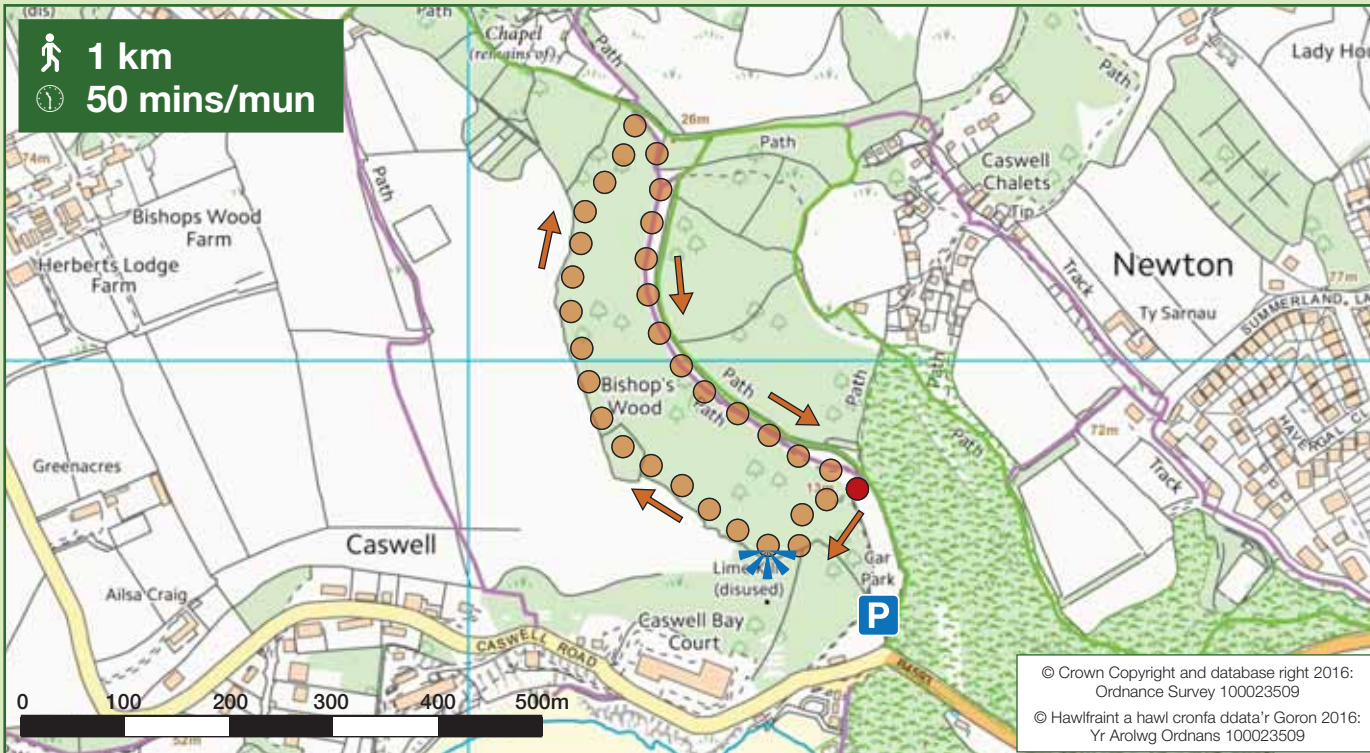 (dis)
1 km
50 mins/mun
Path
Chapel
(remains of)
Path
Lady
Path
26m
Path
74m
Path
Caswell
Chalets
Tip
Bishops Wood
Farm
Herberts Lodge
Farm
Newton
Track
77m
Ty Sarnau
SUMMERLAND
Bishop's
Wood
Path
Path
Path
Path
Path
72m
HAVERGAL
Track
Greenacres
Caswell
Car
Park
(disused)
Ailsa Craig
P
Caswell Bay
Court
CASWELL ROAD
B4593
0 100 200 300 400 500m
52m
© Crown Copyright and database right 2016:
Ordnance Survey 100023509
© Hawlfraint a hawl cronfa ddata'r Goron 2016:
Yr Arolwg Ordnans 100023509